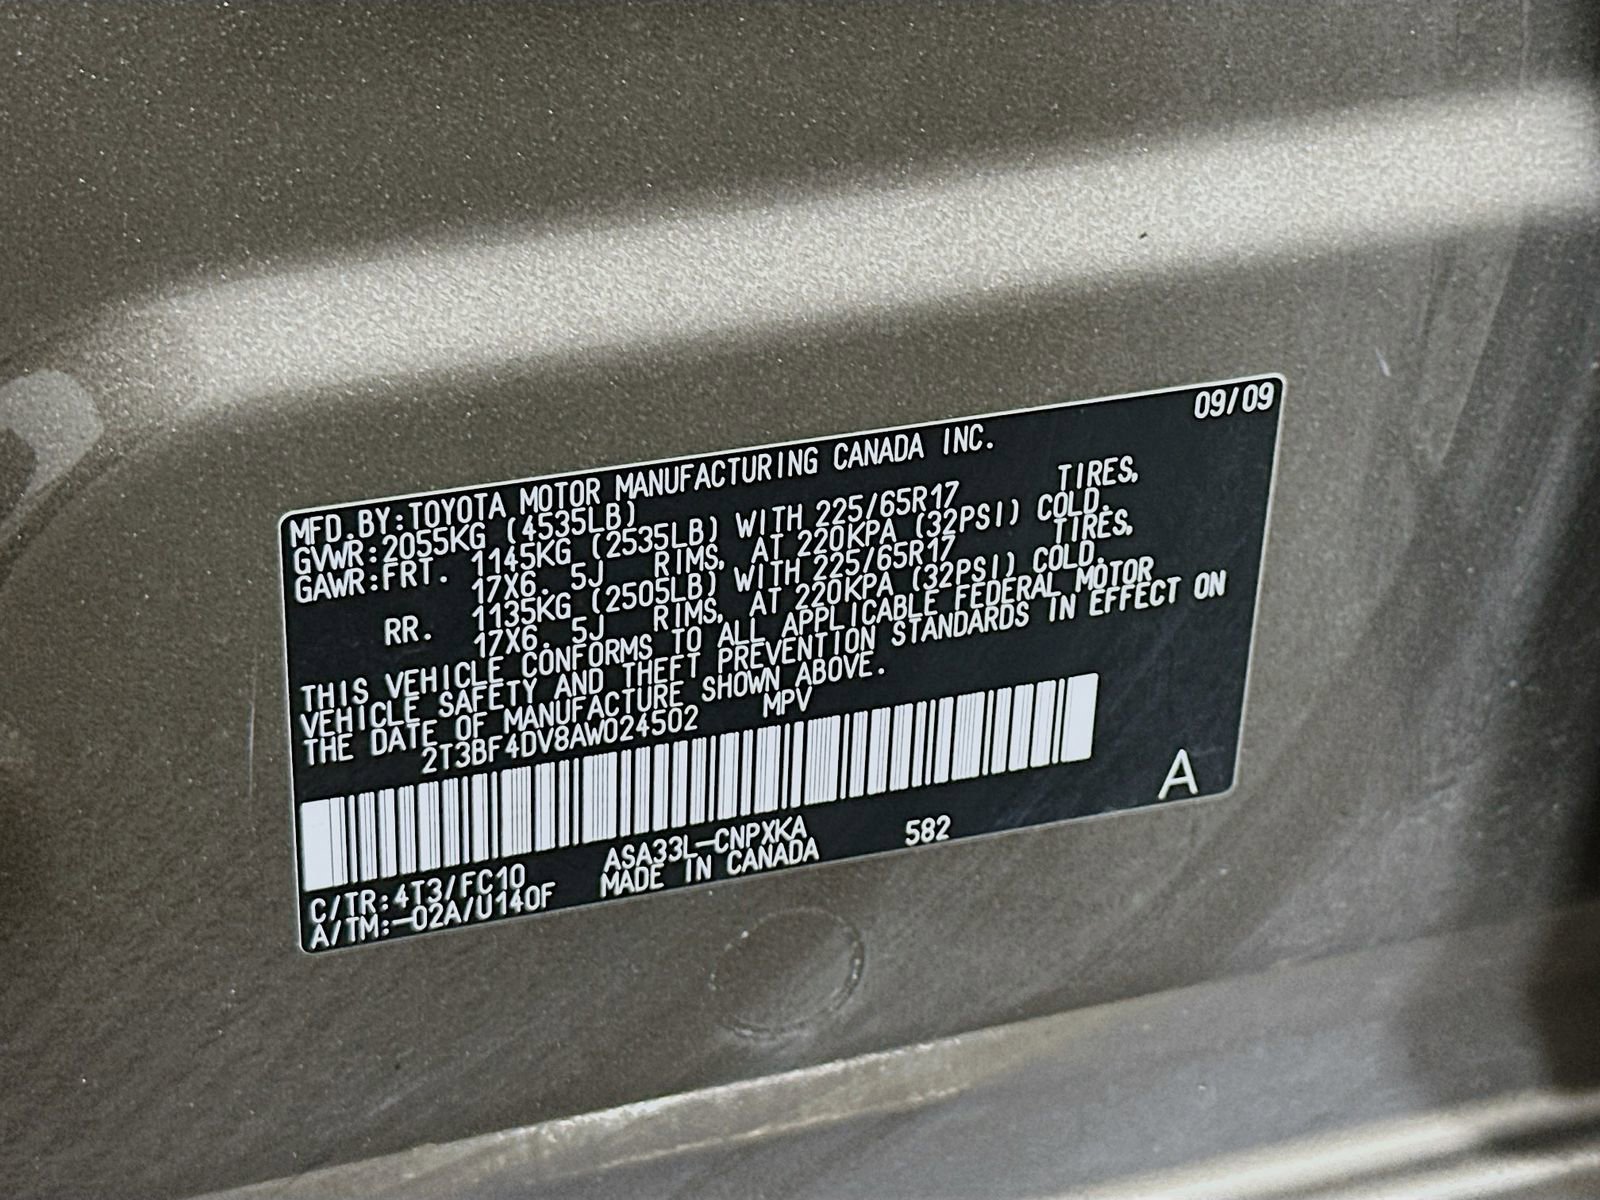 09/09
MFD.BY:TOYOTA MOTOR MANUFACTURING CANADA INC.
GVWR:2055KG (4535LB)
GAWR:FRT. 1145KG (2535LB) WITH 225/65R17 TIRES,
17X6.5J RIMS, AT 220KPA (32PSI) COLD.
RR. 1135KG (2505LB) WITH 225/65R17 TIRES,
17X6.5J RIMS, AT 220KPA (32PSI) COLD.
THIS VEHICLE CONFORMS TO ALL APPLICABLE FEDERAL MOTOR
VEHICLE SAFETY AND THEFT PREVENTION STANDARDS IN EFFECT ON
THE DATE OF MANUFACTURE SHOWN ABOVE.
2T3BF4DV8AW024502 MPV
A
C/TR:4T3/FC10 ASA33L-CNPXKA 582
A/TM:-02A/U140F MADE IN CANADA